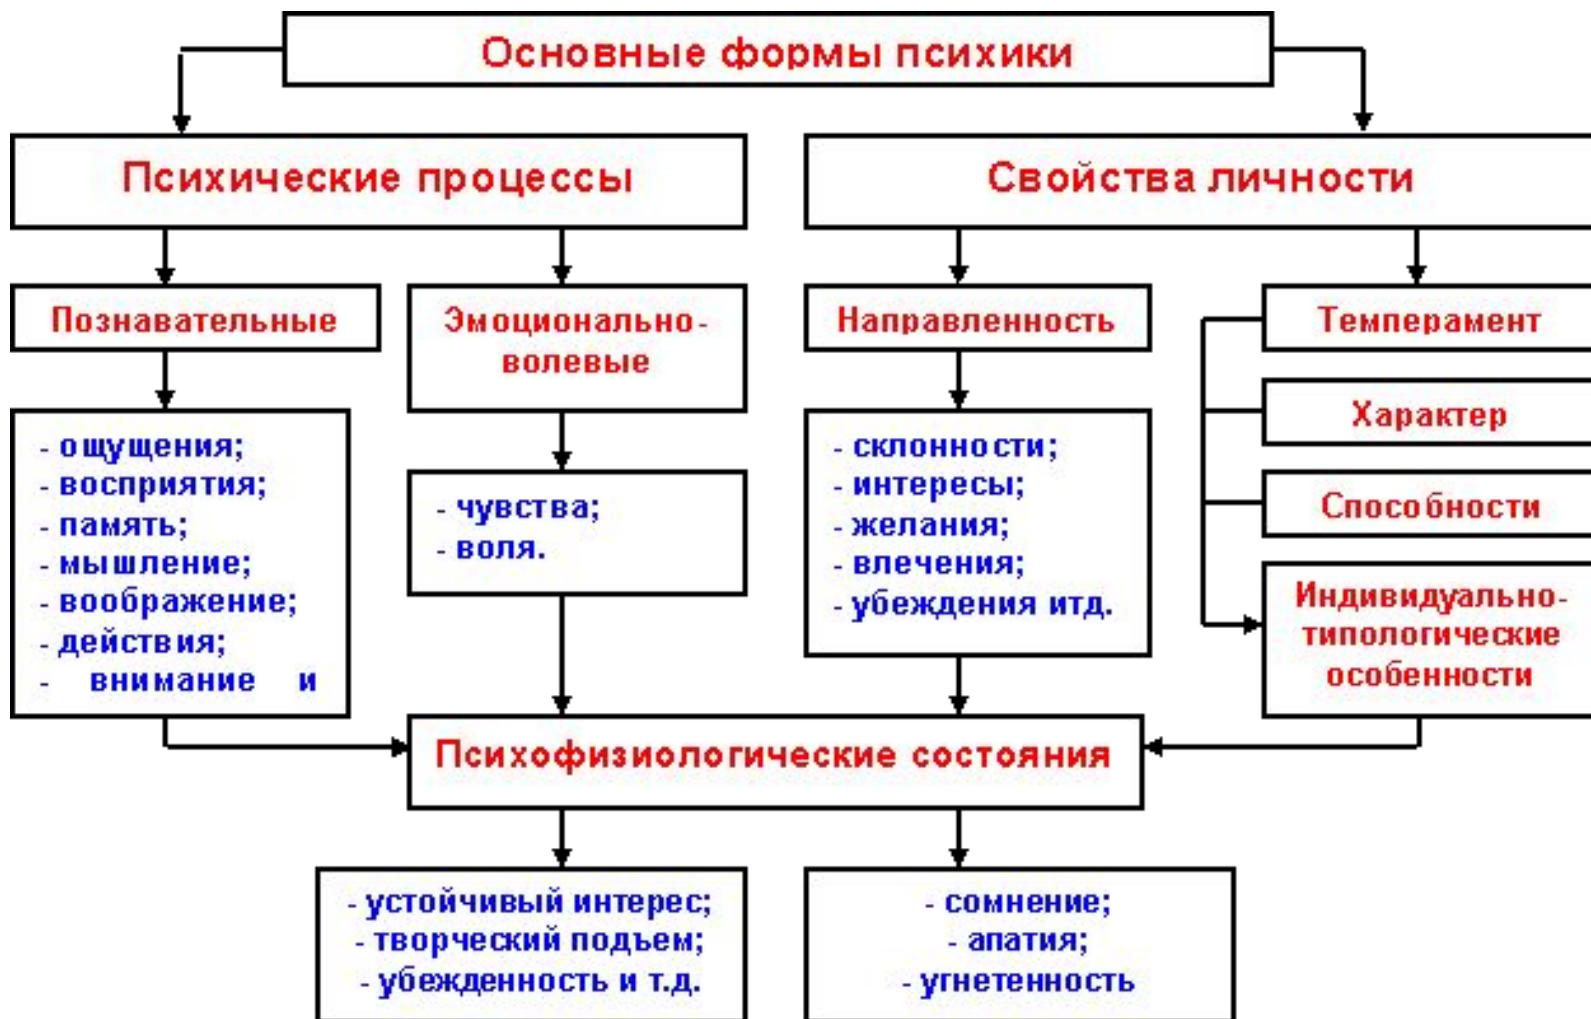 Основные формы психики
Психические процессы
Свойства личности
Познавательные
Эмоционально-
волевые
Направленность
Темперамент
Характер
Способности
Индивидуально-
типологические
особенности
- ощущения;
- восприятия;
- память;
- мышление;
- воображение;
- действия;
- внимание и
- чувства;
- воля.
- склонности;
- интересы;
- желания;
- влечения;
- убеждения итд.
Психофизиологические состояния
- устойчивый интерес;
- творческий подъем;
- убежденность и т.д.
- сомнение;
- апатия;
- угнетенность